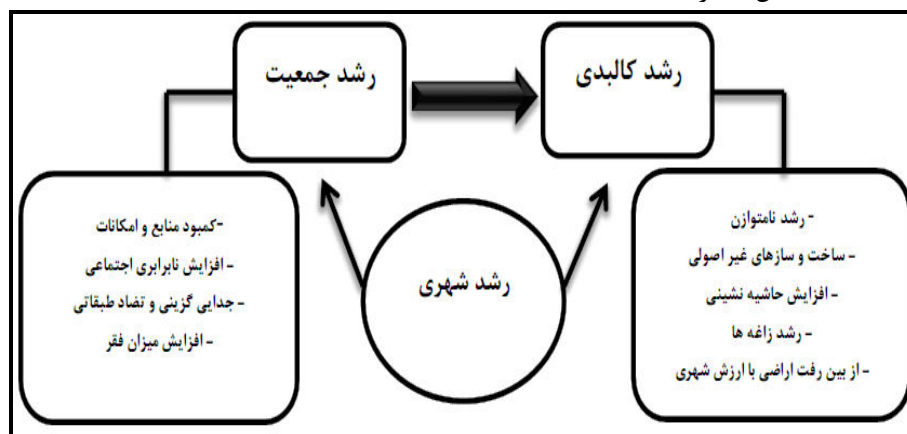 رشد کالبدی
رشد جمعیت
رشد شهری
- رشد نامتوازن
- ساخت و سازهای غیر اصولی
- افزایش حاشیه نشینی
- رشد زاغه ها
- از بین رفت اراضی با ارزش شهری
-کمبود منابع و امکانات
- افزایش نابرابری اجتماعی
- جدایی گزینی و تضاد طبقاتی
- افزایش میزان فقر